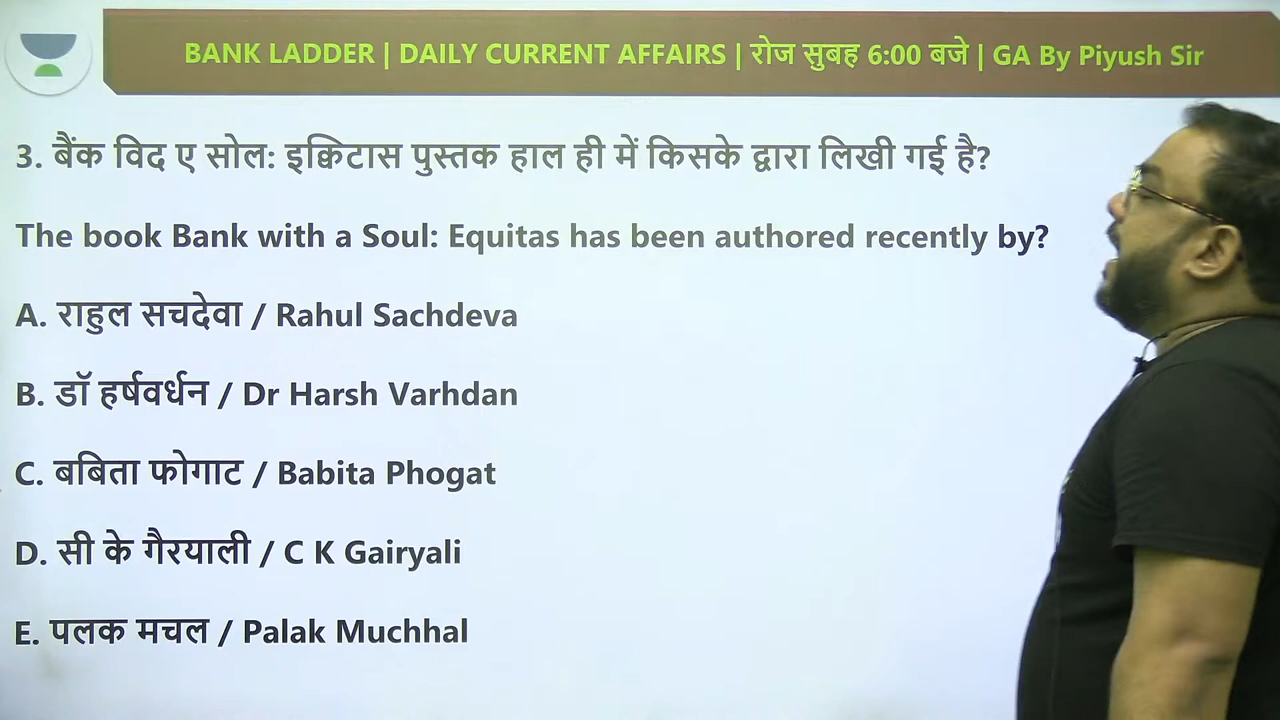 BANK LADDER | DAILY CURRENT AFFAIRS | रोज सुबह 6:00 बजे | GA By Piyush Sir
3. बैंक विद ए सोल: इक्विटास पुस्तक हाल ही में किसके द्वारा लिखी गई है?
The book Bank with a Soul: Equitas has been authored recently by?
A. राहुल सचदेवा / Rahul Sachdeva
B. डॉ हर्षवर्धन / Dr Harsh Varhdan
C. बबिता फोगाट / Babita Phogat
D. सी के गैरयाली / C K Gairyali
E. पलक मचल / Palak Muchhal